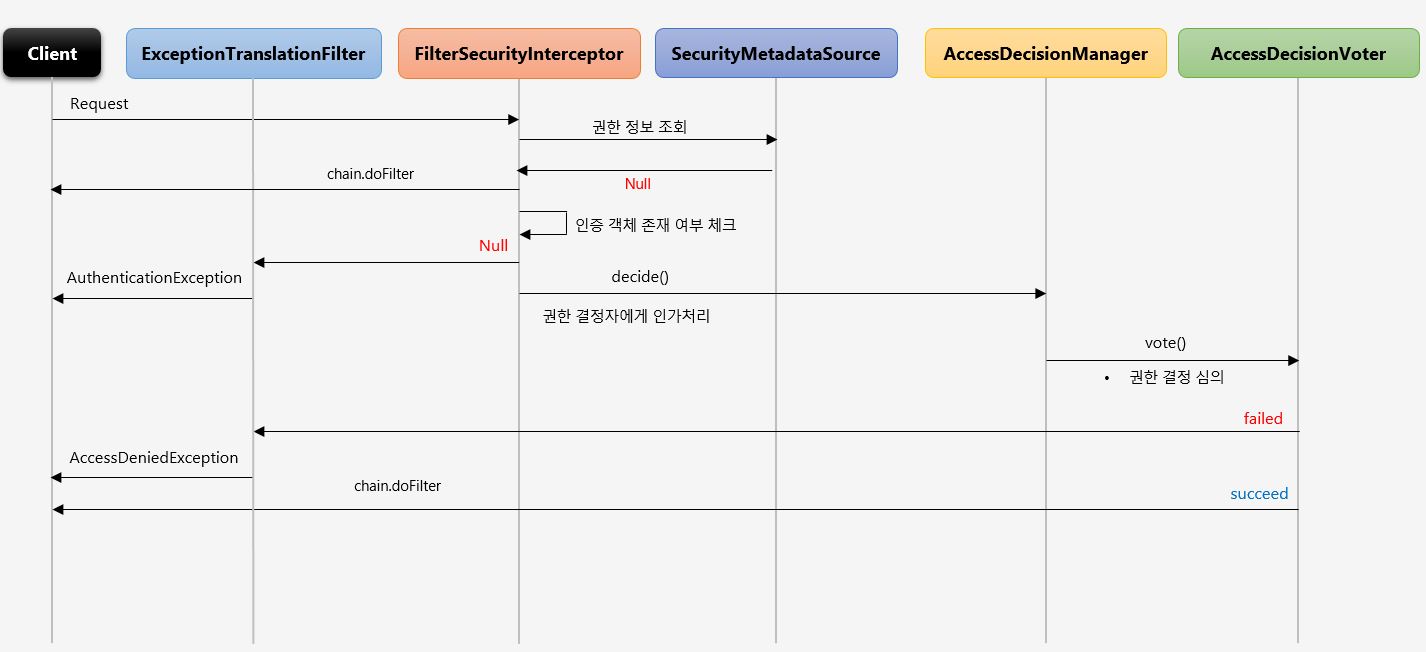 Client
ExceptionTranslationFilter
FilterSecurityInterceptor
SecurityMetadataSource
AccessDecisionManager
AccessDecisionVoter
Request
권한 정보 조회
chain.doFilter
Null
인증 객체 존재 여부 체크
Null
AuthenticationException
decide()
권한 결정자에게 인가처리
vote()
• 권한 결정 심의
failed
AccessDeniedException
chain.doFilter
succeed